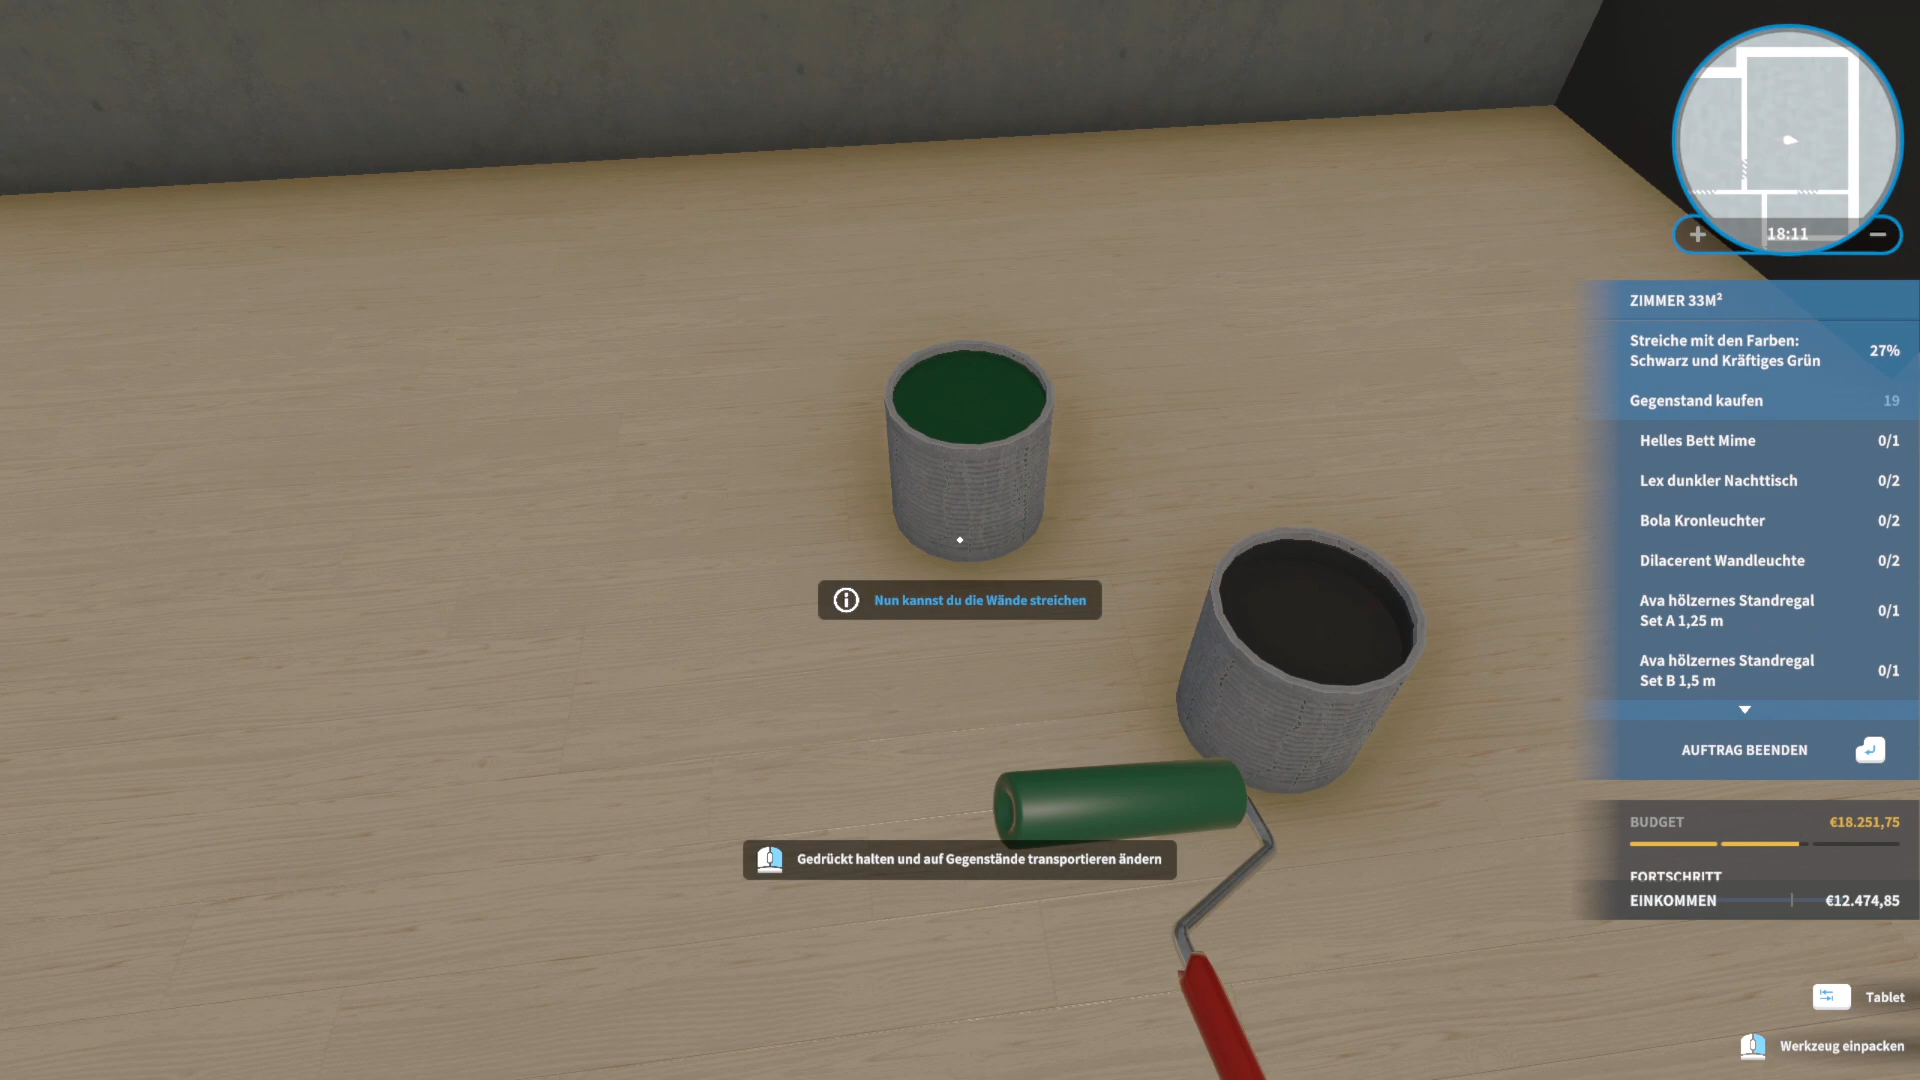 18:11
ZIMMER 33M²
Streiche mit den Farben:
Schwarz und Kräftiges Grün
27%
Gegenstand kaufen 19
Helles Bett Mime 0/1
Lex dunkler Nachttisch 0/2
Bola Kronleuchter 0/2
Dilacerent Wandleuchte 0/2
Ava hölzernes Standregal
Set A 1,25 m
0/1
Ava hölzernes Standregal
Set B 1,5 m
0/1
AUFTRAG BEENDEN
BUDGET €18.251,75
FORTSCHRITT
EINKOMMEN €12.474,85
Nun kannst du die Wände streichen
Gedrückt halten und auf Gegenstände transportieren ändern
Tablet
Werkzeug einpacken